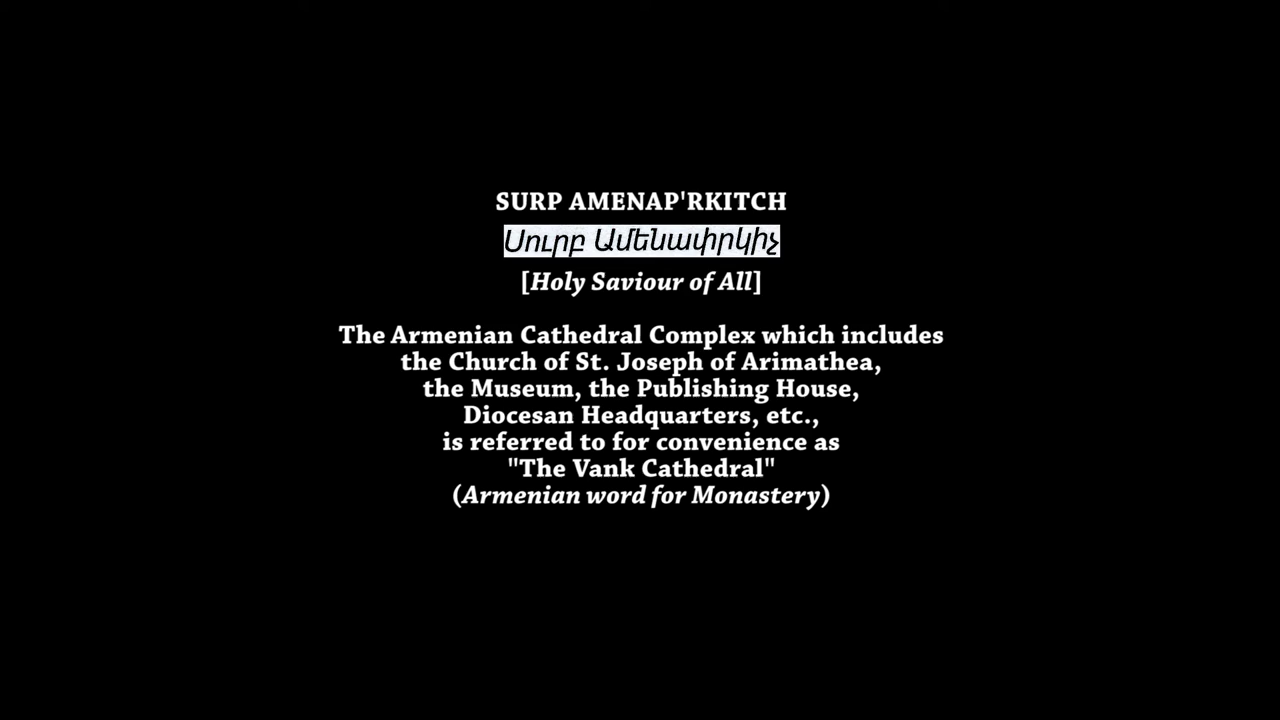 SURP AMENAP'RKITCH
Սուրբ Ամենափրկիչ
[Holy Saviour of All]
The Armenian Cathedral Complex which includes
the Church of St. Joseph of Arimathea,
the Museum, the Publishing House,
Diocesan Headquarters, etc.,
is referred to for convenience as
"The Vank Cathedral"
(Armenian word for Monastery)